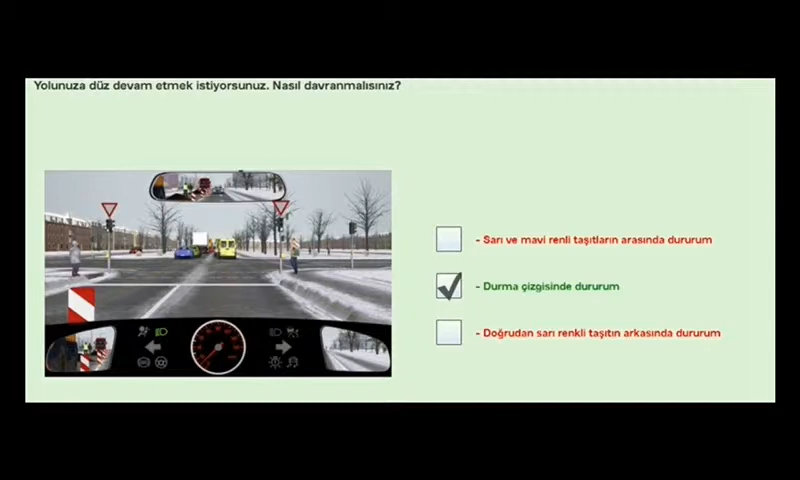 Yolunuza düz devam etmek istiyorsunuz. Nasıl davranmalısınız?
- Sarı ve mavi renli taşıtların arasında dururum
- Durma çizgisinde dururum
- Doğrudan sarı renkli taşıtın arkasında dururum